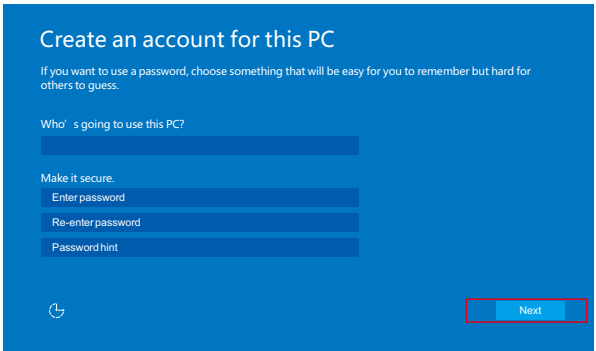 Create an account for this PC
If you want to use a password, choose something that will be easy for you to remember but hard for
others to guess.
Who’ s going to use this PC?
Make it secure.
Enter password
Re-enter password
Password hint
Next